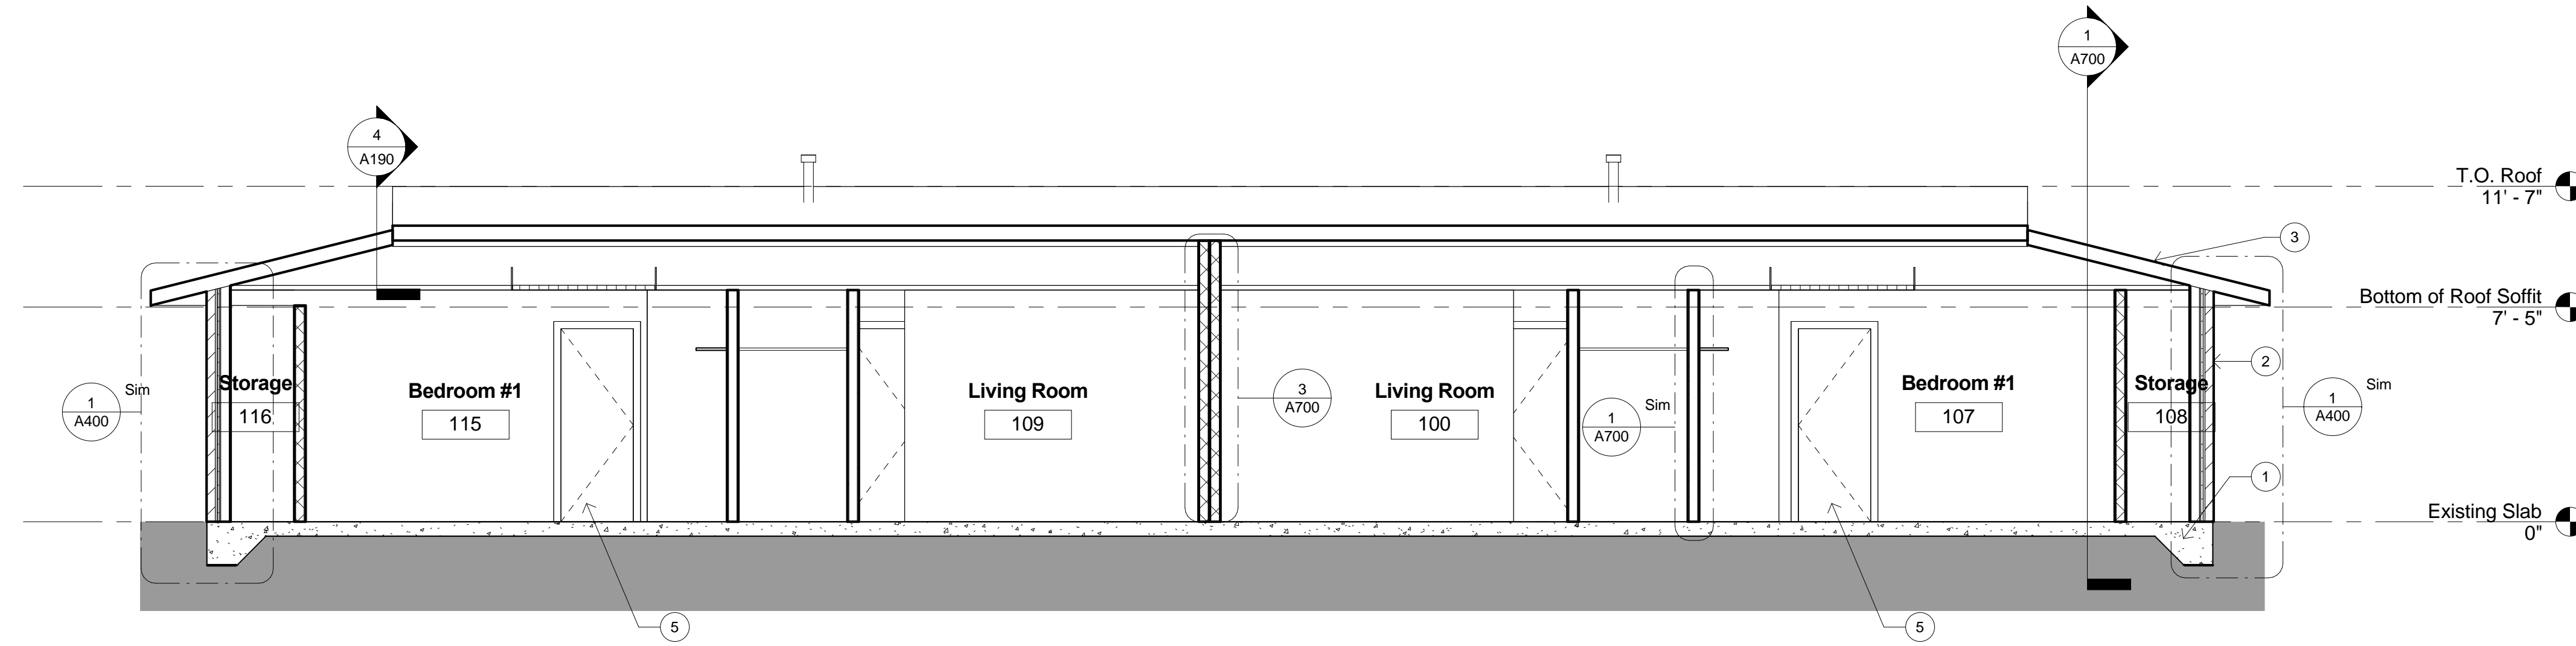 1
A700
4
A190
T.O. Roof
11' - 7"
3
Bottom of Roof Soffit
7' - 5"
2
Sim
1
A400
Storage
116
Bedroom #1
115
Living Room
109
3
A700
Living Room
100
Sim
1
A700
Bedroom #1
107
Storage
108
Sim
1
A400
1
Existing Slab
0"
5
5